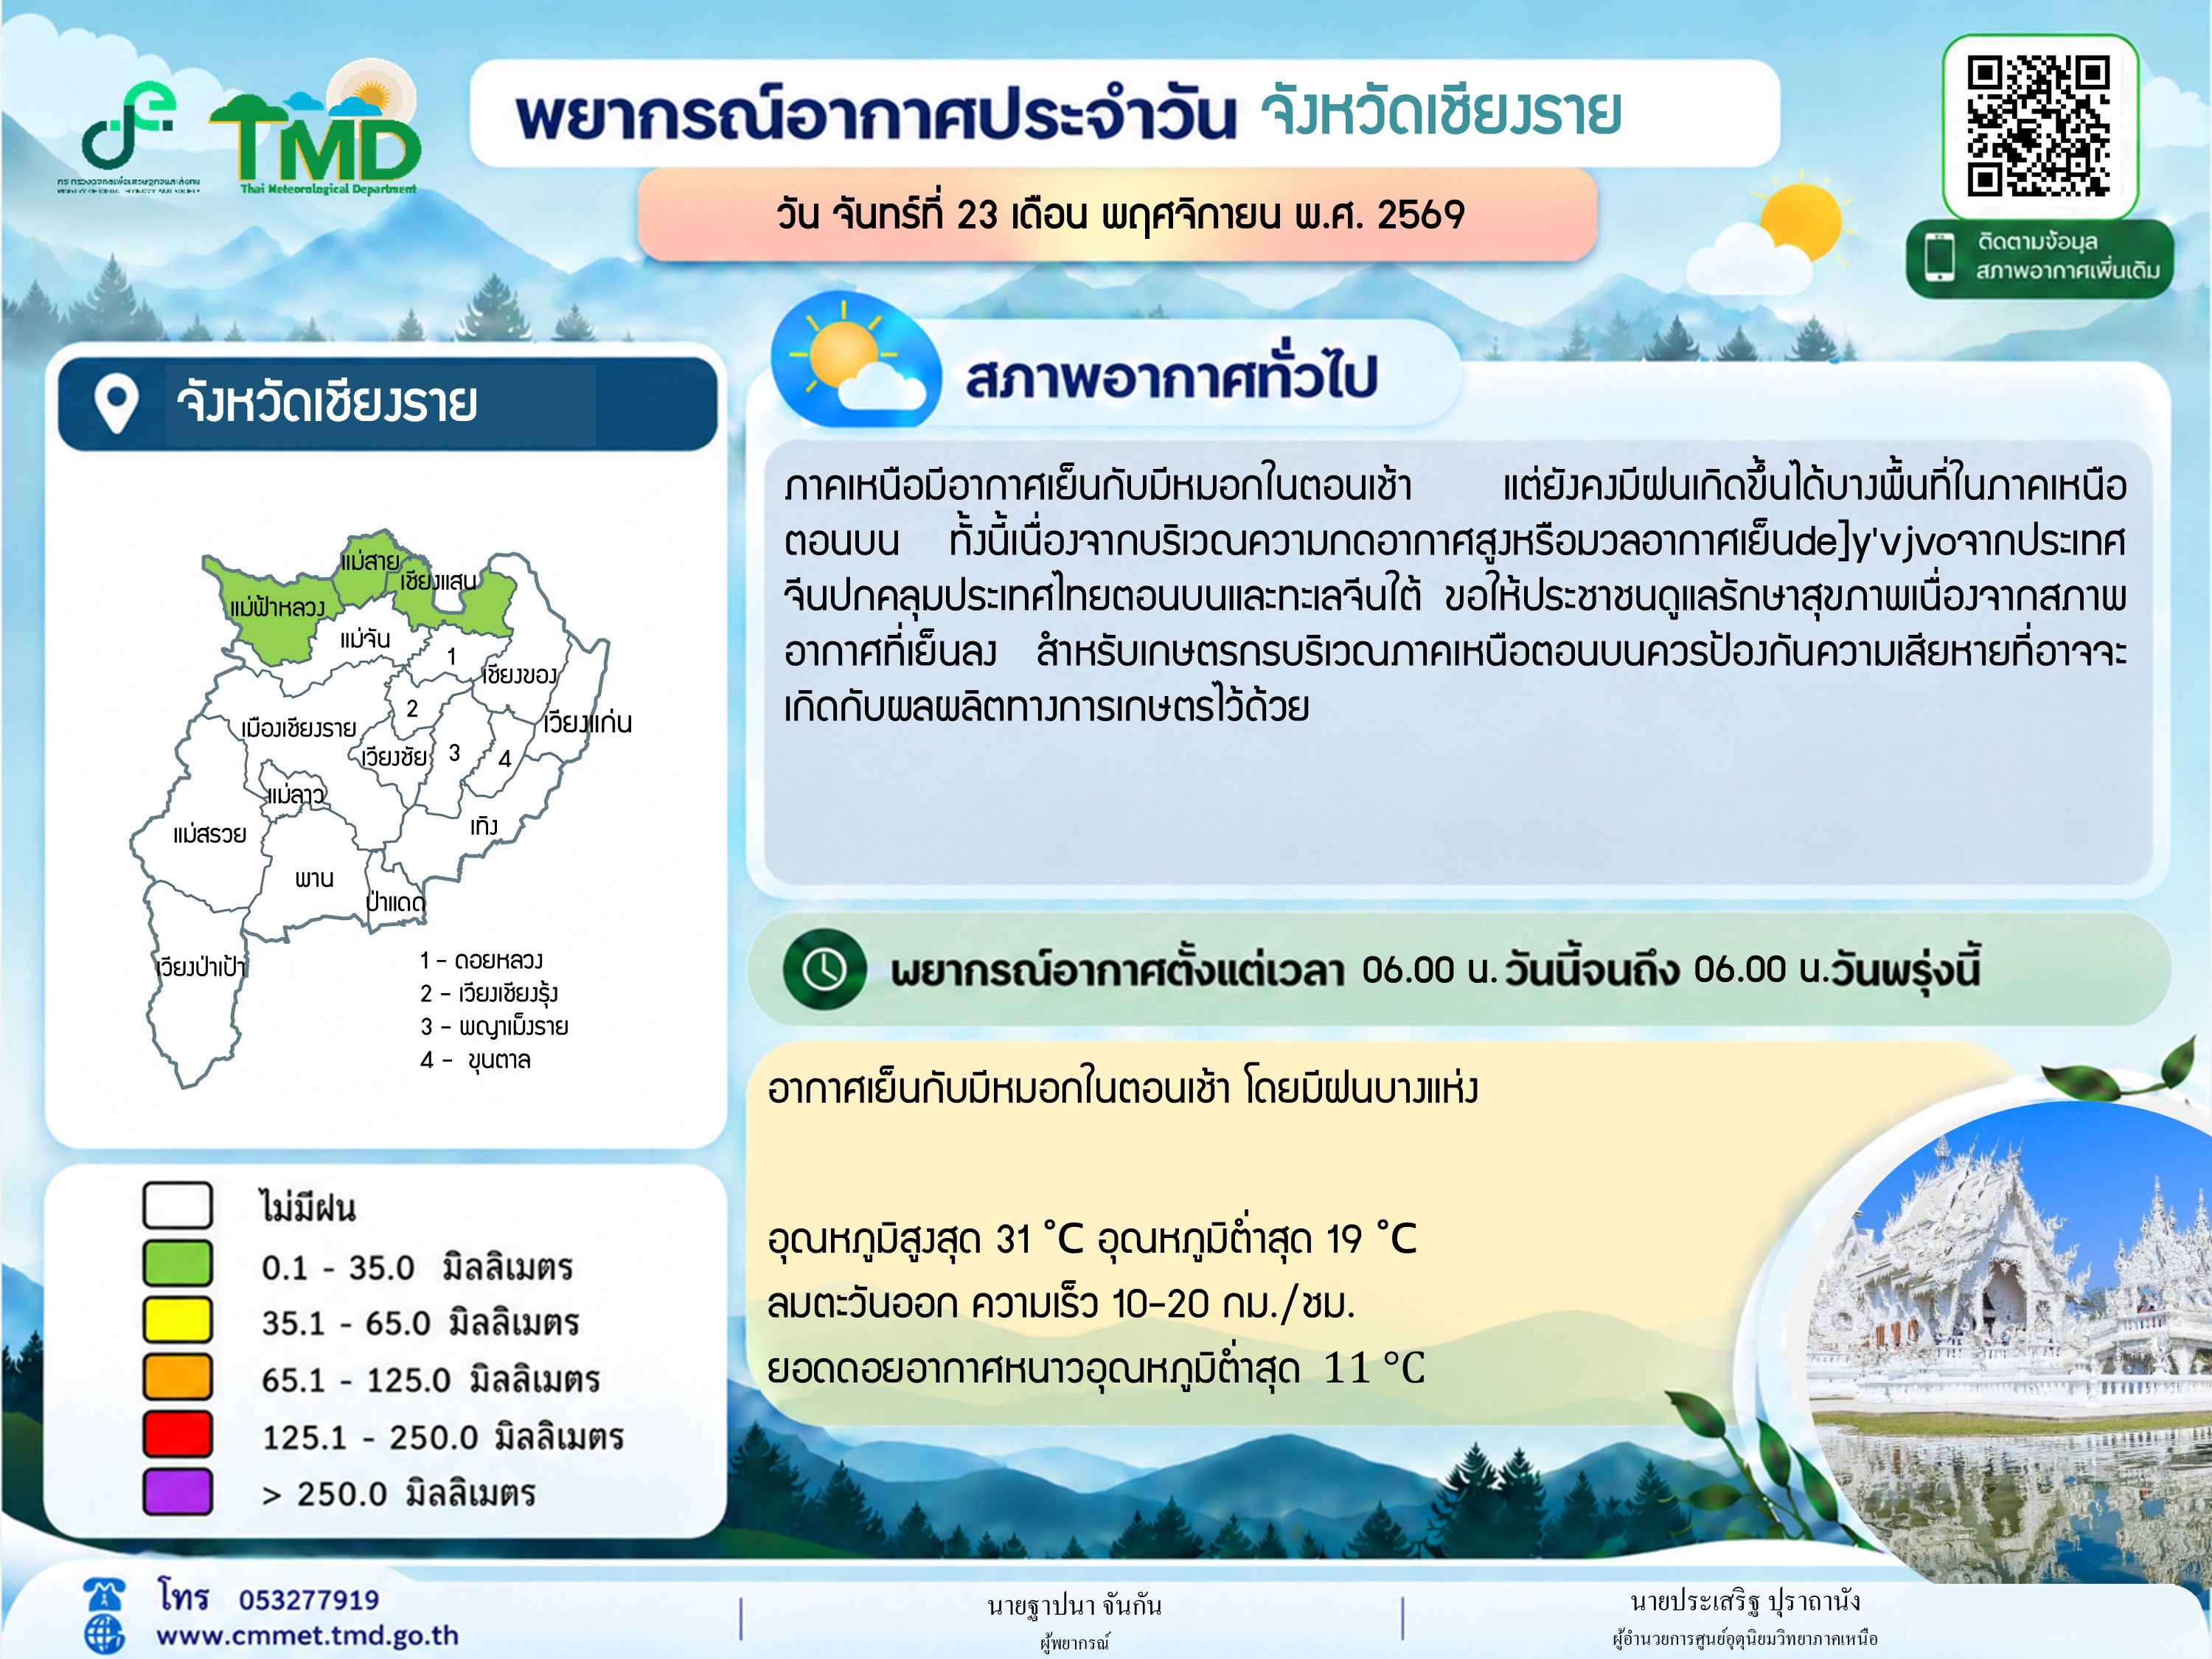 TMD
Thai Meteorological Department
พยากรณ์อากาศประจำวัน จังหวัดเชียงราย
วัน จันทร์ที่ 23 เดือน พฤศจิกายน พ.ศ. 2569
ติดตามข้อมูล
สภาพอากาศเพิ่มเติม
จังหวัดเชียงราย
แม่สาย
เชียงแสน
แม่ฟ้าหลวง
แม่จัน
1
เชียงของ
2
เวียงแก่น
เมืองเชียงราย
เวียงชัย
3
4
แม่ลาว
แม่สรวย
เทิง
พาน
ป่าแดด
เวียงป่าเป้า
1 - ดอยหลวง
2 - เวียงเชียงรุ้ง
3 - พญาเม็งราย
4 - ขุนตาล
ไม่มีฝน
0.1 - 35.0 มิลลิเมตร
35.1 - 65.0 มิลลิเมตร
65.1 - 125.0 มิลลิเมตร
125.1 - 250.0 มิลลิเมตร
> 250.0 มิลลิเมตร
สภาพอากาศทั่วไป
ภาคเหนือมีอากาศเย็นกับมีหมอกในตอนเช้า แต่ยังคงมีฝนเกิดขึ้นได้บางพื้นที่ในภาคเหนือ
ตอนบน ทั้งนี้เนื่องจากบริเวณความกดอากาศสูงหรือมวลอากาศเย็นde]y'vjvoจากประเทศ
จีนปกคลุมประเทศไทยตอนบนและทะเลจีนใต้ ขอให้ประชาชนดูแลรักษาสุขภาพเนื่องจากสภาพ
อากาศที่เย็นลง สำหรับเกษตรกรบริเวณภาคเหนือตอนบนควรป้องกันความเสียหายที่อาจจะ
เกิดกับผลผลิตทางการเกษตรไว้ด้วย
พยากรณ์อากาศตั้งแต่เวลา 06.00 น. วันนี้จนถึง 06.00 น.วันพรุ่งนี้
อากาศเย็นกับมีหมอกในตอนเช้า โดยมีฝนบางแห่ง
อุณหภูมิสูงสุด 31 °C อุณหภูมิต่ำสุด 19 °C
ลมตะวันออก ความเร็ว 10-20 กม./ชม.
ยอดดอยอากาศหนาวอุณหภูมิต่ำสุด 11 °C
โทร 053277919
www.cmmet.tmd.go.th
นายฐาปนา จันกัน
ผู้พยากรณ์
นายประเสริฐ ปุราถานัง
ผู้อำนวยการศูนย์อุตุนิยมวิทยาภาคเหนือ